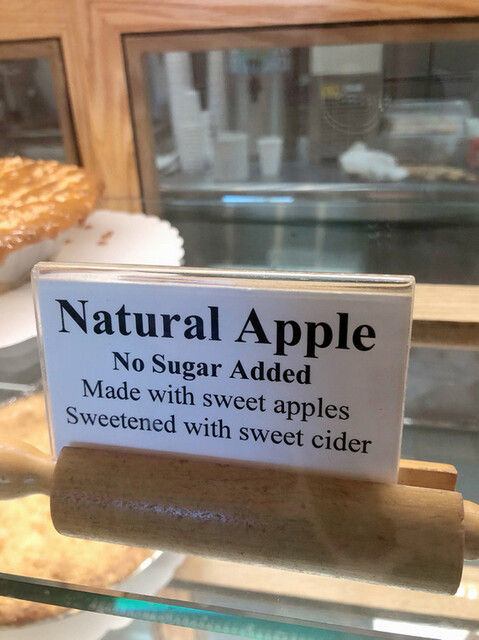 Natural Apple
No Sugar Added
Made with sweet apples
Sweetened with sweet cider